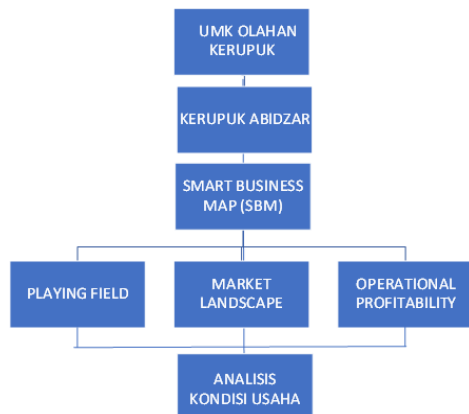 UMK OLAHAN
KERUPUK
KERUPUK ABIDZAR
SMART BUSINESS
MAP (SBM)
PLAYING FIELD
MARKET
LANDSCAPE
OPERATIONAL
PROFITABILITY
ANALISIS
KONDISI USAHA